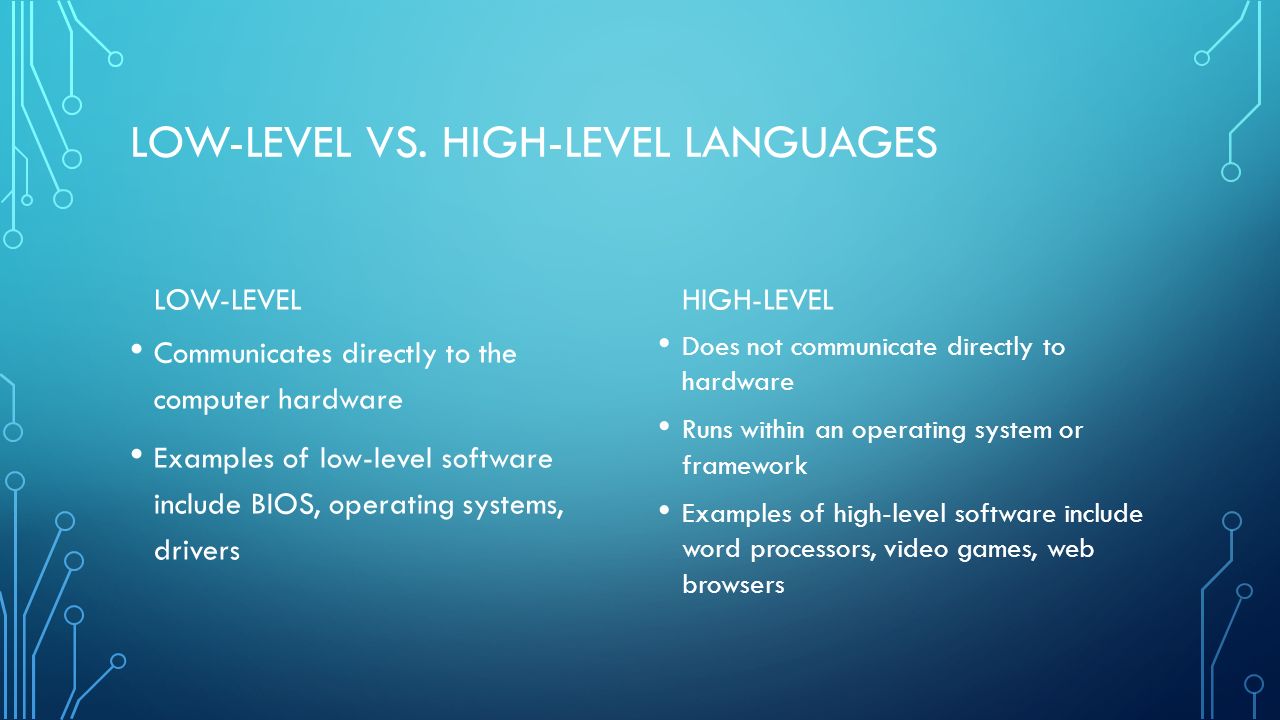 LOW-LEVEL VS. HIGH-LEVEL LANGUAGES
LOW-LEVEL
• Communicates directly to the
computer hardware
• Examples of low-level software
include BIOS, operating systems,
drivers
HIGH-LEVEL
• Does not communicate directly to
hardware
• Runs within an operating system or
framework
• Examples of high-level software include
word processors, video games, web
browsers